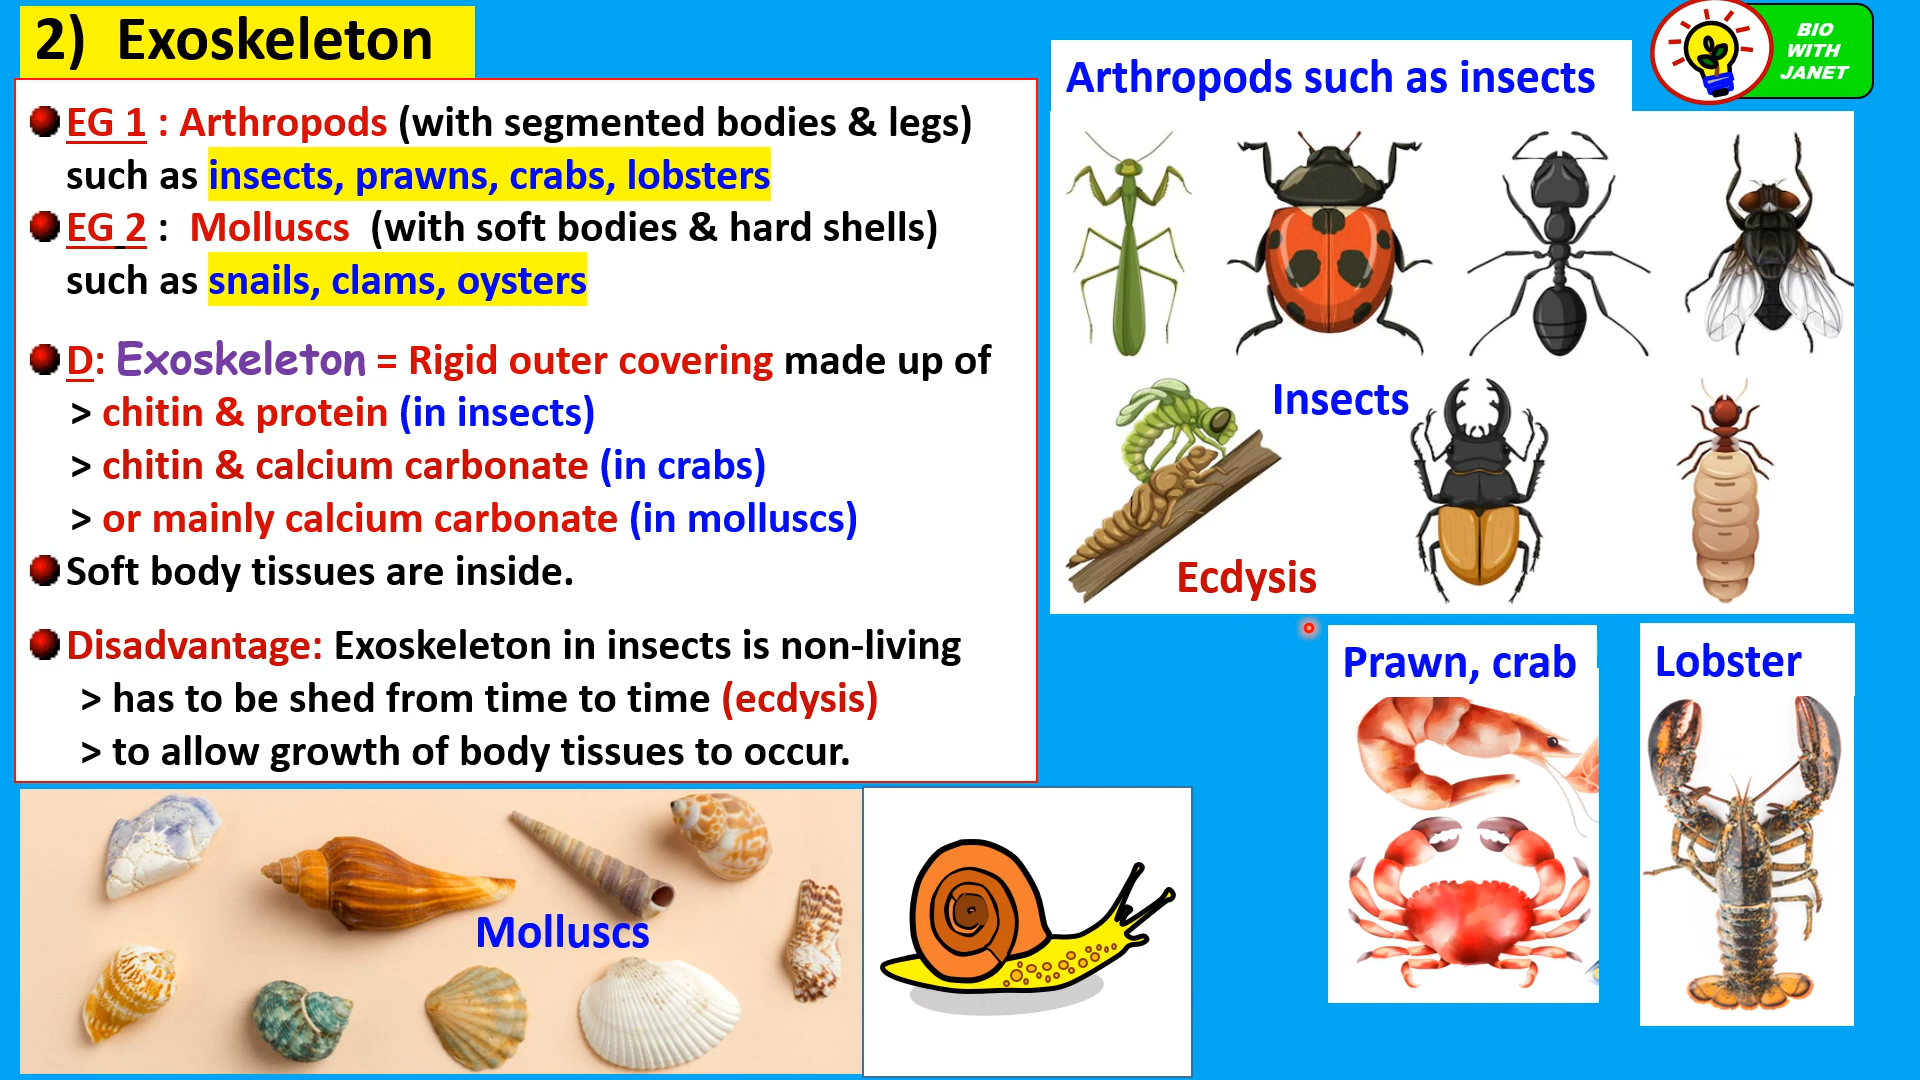 2) Exoskeleton
EG 1 : Arthropods (with segmented bodies & legs)
such as insects, prawns, crabs, lobsters
EG 2 : Molluscs (with soft bodies & hard shells)
such as snails, clams, oysters
D: Exoskeleton = Rigid outer covering made up of
> chitin & protein (in insects)
> chitin & calcium carbonate (in crabs)
> or mainly calcium carbonate (in molluscs)
Soft body tissues are inside.
Disadvantage: Exoskeleton in insects is non-living
> has to be shed from time to time (ecdysis)
> to allow growth of body tissues to occur.
Molluscs
Arthropods such as insects
BIO
WITH
JANET
Insects
Ecdysis
Prawn, crab
Lobster